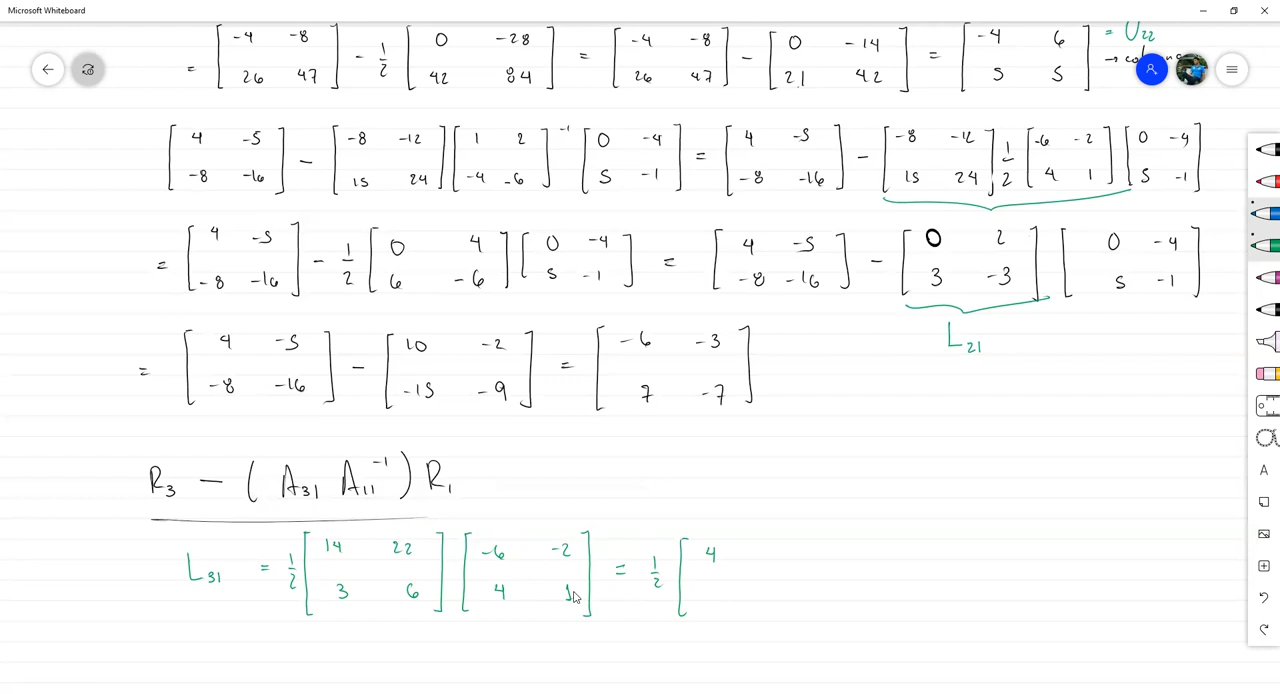 Microsoft Whiteboard
= [ -4 -8 ; 26 47 ] - 1/2 [ 0 -28 ; 42 84 ] = [ -4 -8 ; 26 47 ] - [ 0 -14 ; 21 42 ] = [ -4 6 ; 5 5 ] = U22
[ 4 -5 ; -8 -16 ] - [ -8 -12 ; 15 24 ] [ 1 2 ; -4 -6 ]^-1 [ 0 -4 ; 5 -1 ] = [ 4 -5 ; -8 -16 ] - [ -8 -12 ; 15 24 ] 1/2 [ -6 -2 ; 4 1 ] [ 0 -4 ; 5 -1 ]
= [ 4 -5 ; -8 -16 ] - 1/2 [ 0 4 ; 6 -6 ] [ 0 -4 ; 5 -1 ] = [ 4 -5 ; -8 -16 ] - [ 0 2 ; 3 -3 ] [ 0 -4 ; 5 -1 ]
L21
= [ 4 -5 ; -8 -16 ] - [ 10 -2 ; -15 -9 ] = [ -6 -3 ; 7 -7 ]
R3 - ( A31 A11^-1 ) R1
L31 = 1/2 [ 14 22 ; 3 6 ] [ -6 -2 ; 4 1 ] = 1/2 [ 4
A